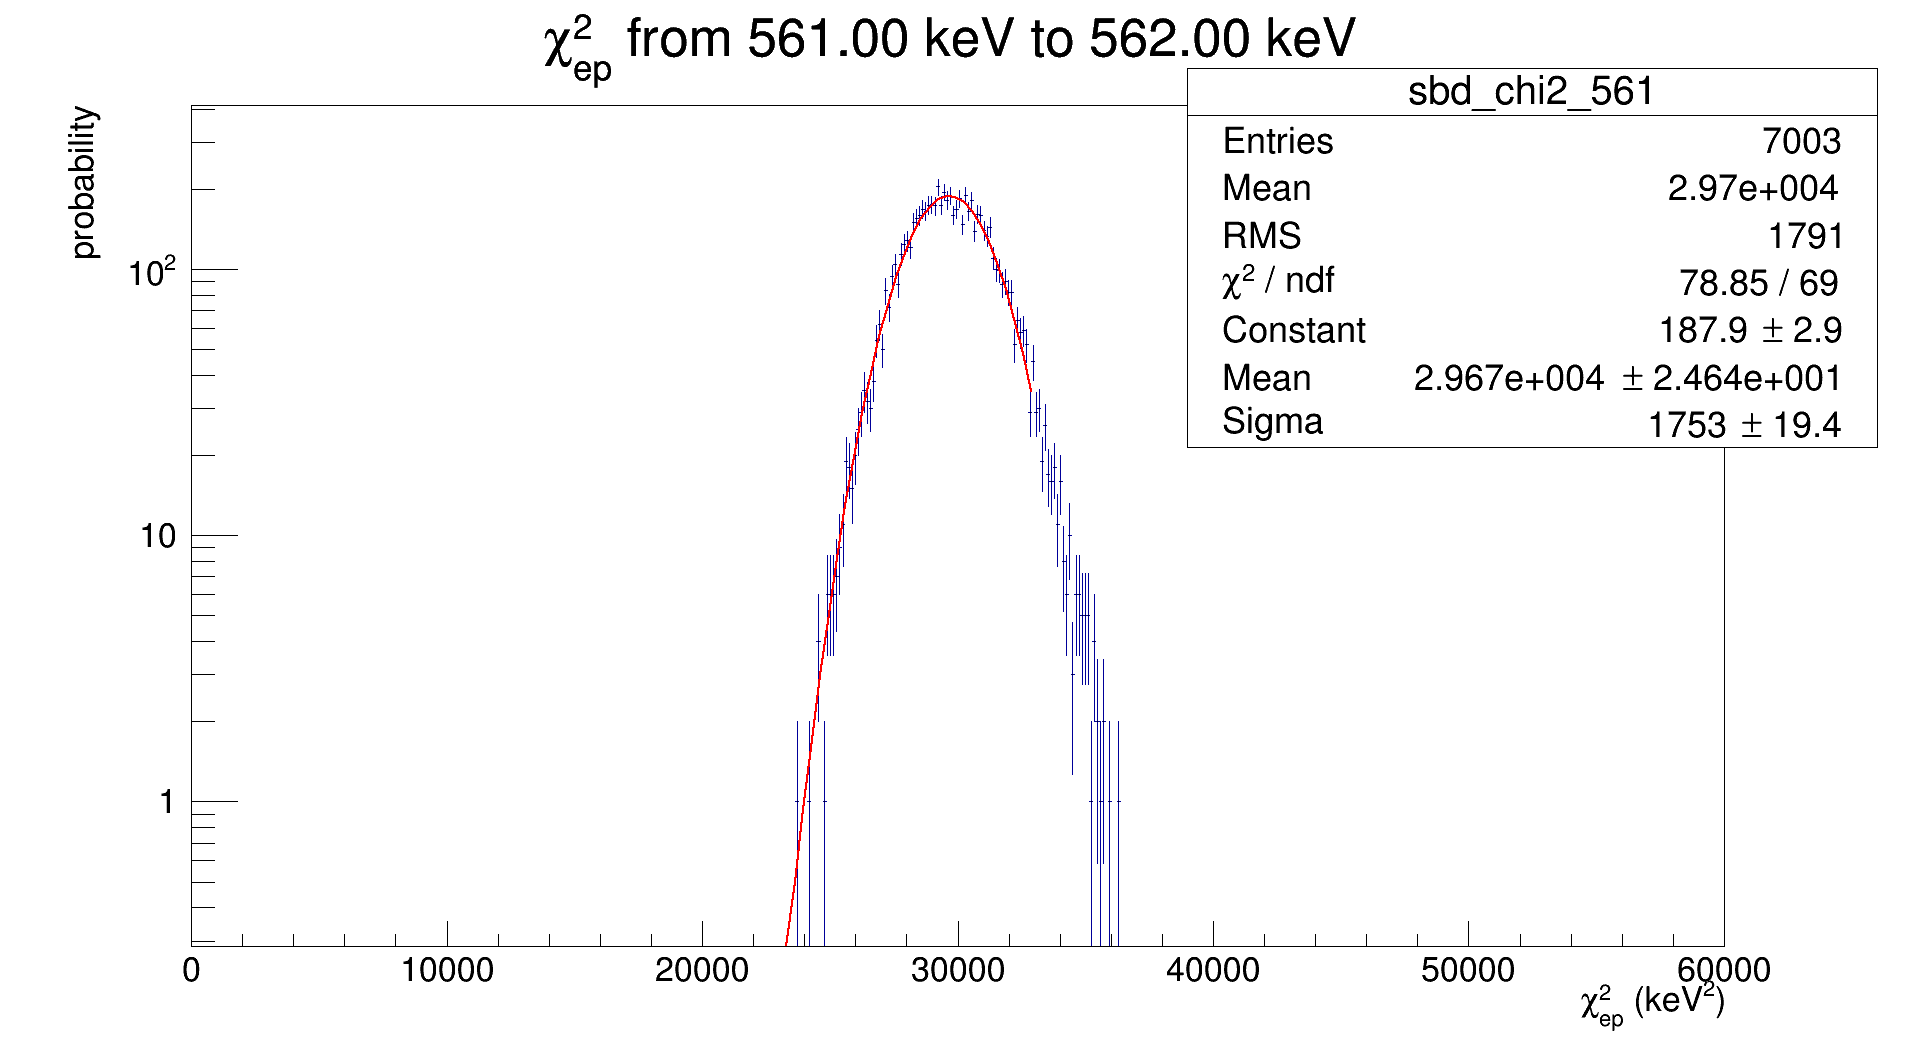 χ²ep from 561.00 keV to 562.00 keV
sbd_chi2_561
Entries 7003
Mean 2.97e+004
RMS 1791
χ² / ndf 78.85 / 69
Constant 187.9 ± 2.9
Mean 2.967e+004 ± 2.464e+001
Sigma 1753 ± 19.4
probability
10²
10
1
0 10000 20000 30000 40000 50000 60000
χ²ep (keV²)